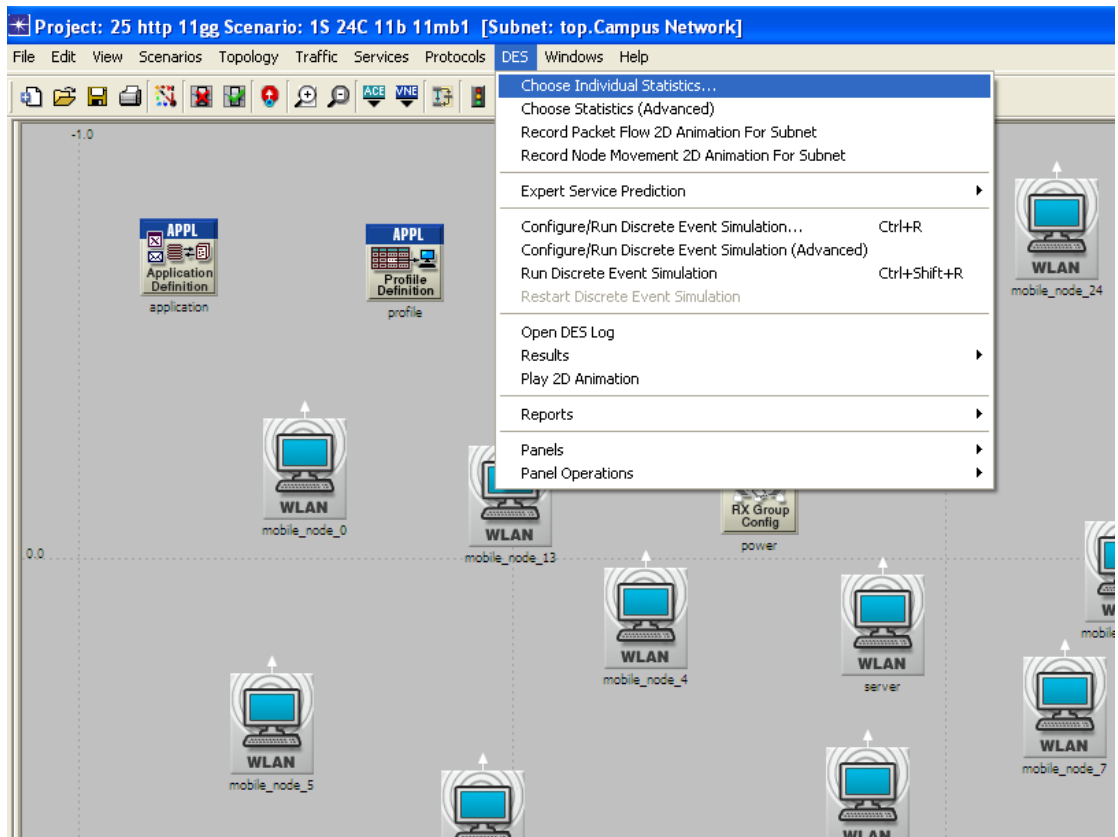 Project: 25 http 11gg Scenario: 1S 24C 11b 11mb1 [Subnet: top.Campus Network]
File Edit View Scenarios Topology Traffic Services Protocols DES Windows Help
ACE VNE
Choose Individual Statistics...
Choose Statistics (Advanced)
Record Packet Flow 2D Animation For Subnet
Record Node Movement 2D Animation For Subnet
Expert Service Prediction
Configure/Run Discrete Event Simulation... Ctrl+R
Configure/Run Discrete Event Simulation (Advanced)
Run Discrete Event Simulation Ctrl+Shift+R
Restart Discrete Event Simulation
Open DES Log
Results
Play 2D Animation
Reports
Panels
Panel Operations
-1.0
APPL
Application
Definition
application
APPL
Profile
Definition
profile
WLAN
mobile_node_24
WLAN
mobile_node_0
WLAN
mobile_node_13
RX Group
Config
power
0.0
WLAN
mobile_node_4
WLAN
server
W
mobile
WLAN
mobile_node_5
WLAN
mobile_node_7
WLAN